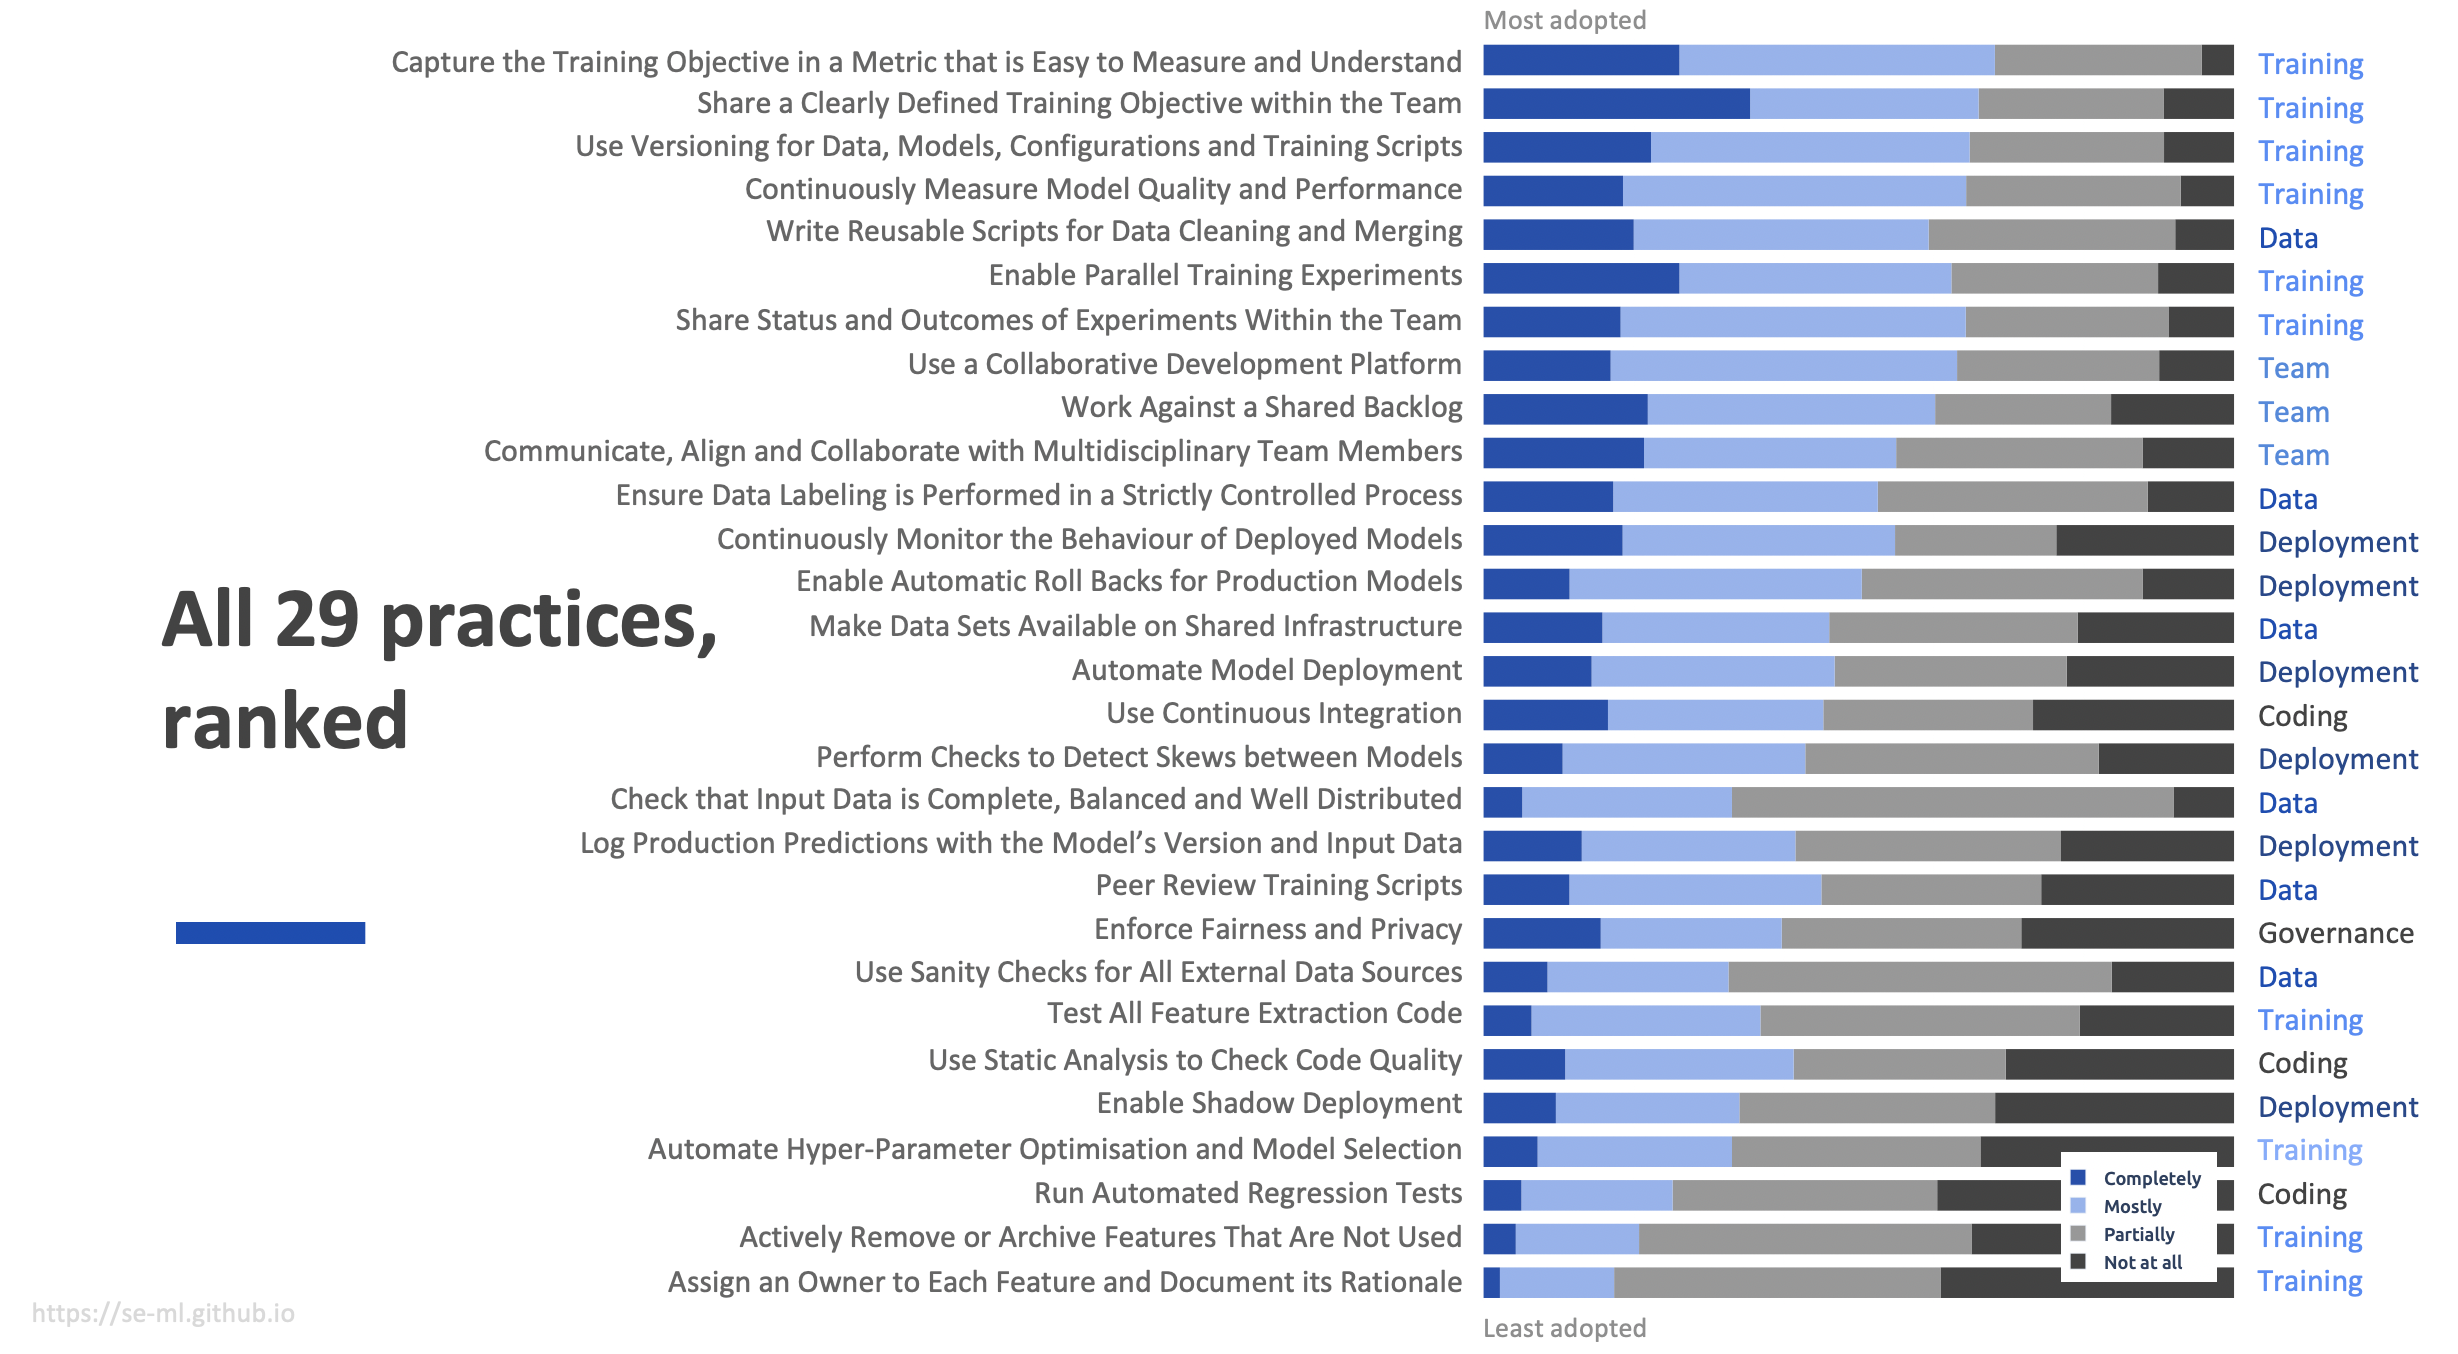 Most adopted
Capture the Training Objective in a Metric that is Easy to Measure and Understand Training
Share a Clearly Defined Training Objective within the Team Training
Use Versioning for Data, Models, Configurations and Training Scripts Training
Continuously Measure Model Quality and Performance Training
Write Reusable Scripts for Data Cleaning and Merging Data
Enable Parallel Training Experiments Training
Share Status and Outcomes of Experiments Within the Team Training
Use a Collaborative Development Platform Team
Work Against a Shared Backlog Team
Communicate, Align and Collaborate with Multidisciplinary Team Members Team
Ensure Data Labeling is Performed in a Strictly Controlled Process Data
Continuously Monitor the Behaviour of Deployed Models Deployment
Enable Automatic Roll Backs for Production Models Deployment
All 29 practices,
ranked
Make Data Sets Available on Shared Infrastructure Data
Automate Model Deployment Deployment
Use Continuous Integration Coding
Perform Checks to Detect Skews between Models Deployment
Check that Input Data is Complete, Balanced and Well Distributed Data
Log Production Predictions with the Model’s Version and Input Data Deployment
Peer Review Training Scripts Data
Enforce Fairness and Privacy Governance
Use Sanity Checks for All External Data Sources Data
Test All Feature Extraction Code Training
Use Static Analysis to Check Code Quality Coding
Enable Shadow Deployment Deployment
Automate Hyper-Parameter Optimisation and Model Selection Training
Run Automated Regression Tests Coding
Actively Remove or Archive Features That Are Not Used Training
Assign an Owner to Each Feature and Document its Rationale Training
Completely
Mostly
Partially
Not at all
Least adopted
https://se-ml.github.io